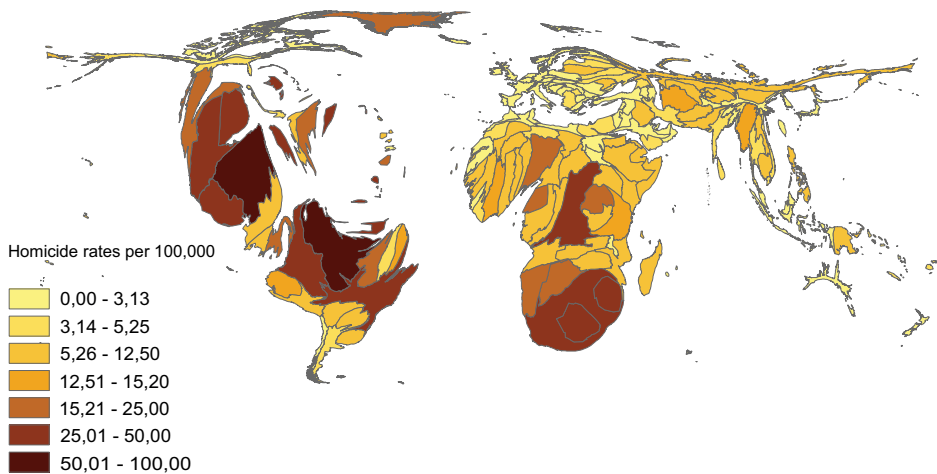 Homicide rates per 100,000
0,00 - 3,13
3,14 - 5,25
5,26 - 12,50
12,51 - 15,20
15,21 - 25,00
25,01 - 50,00
50,01 - 100,00